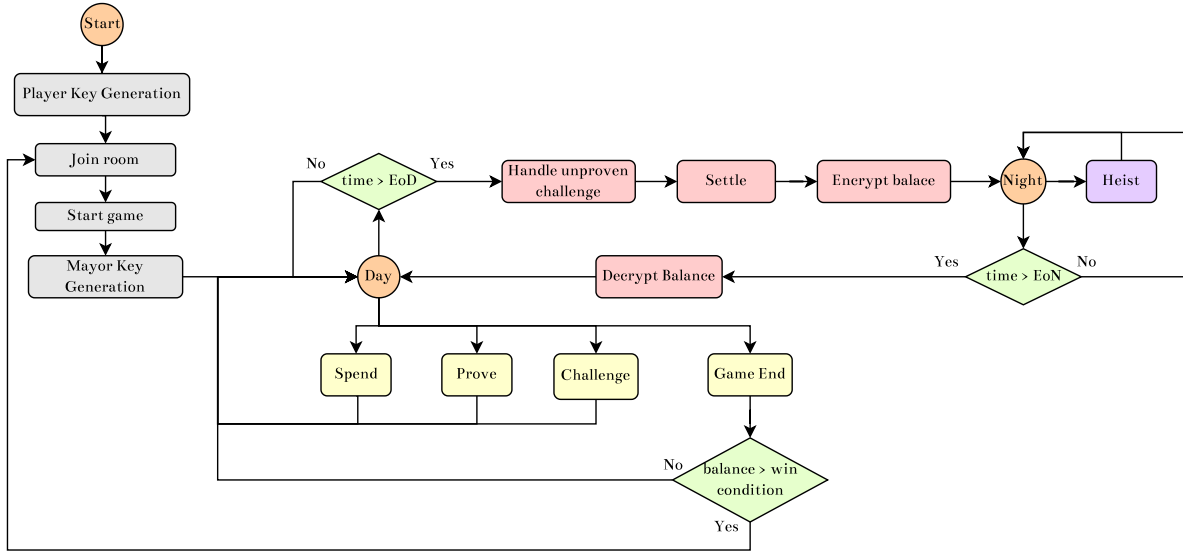 Start
Player Key Generation
Join room
Start game
Mayor Key
Generation
No
time > EoD
Yes
Handle unproven
challenge
Settle
Encrypt balace
Night
Heist
Day
Decrypt Balance
Yes
time > EoN
No
Spend
Prove
Challenge
Game End
No
balance > win
condition
Yes